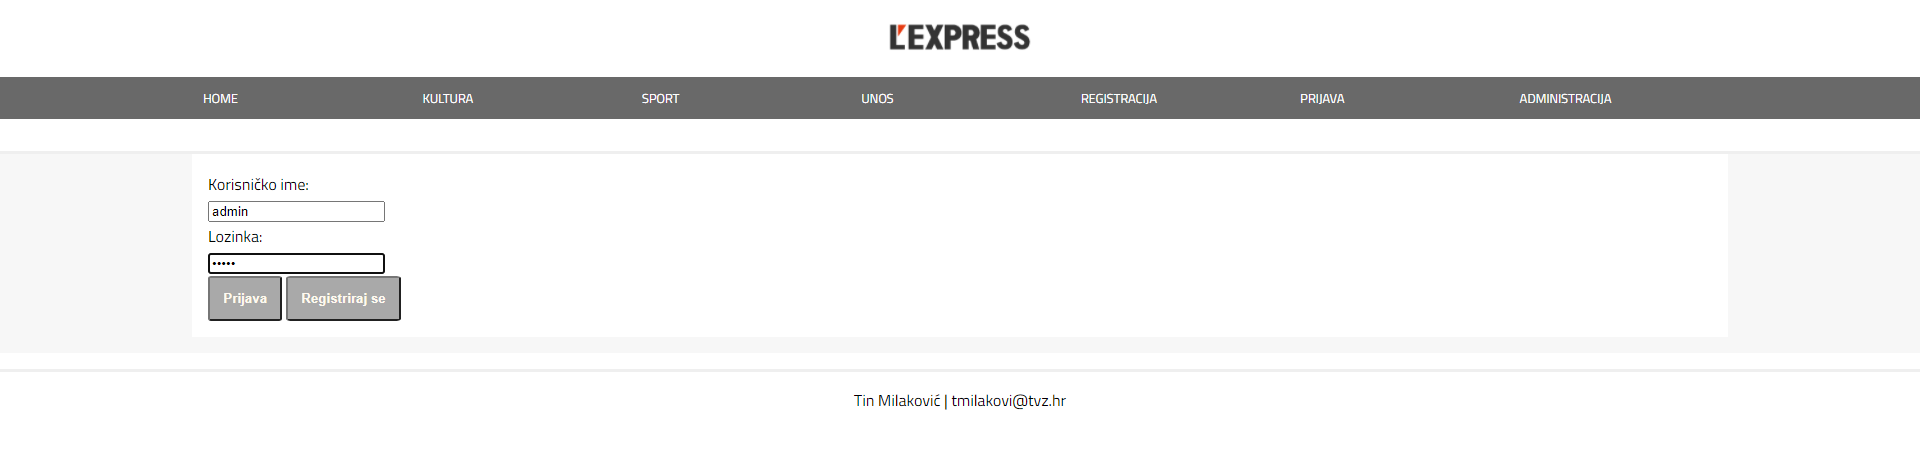 L'EXPRESS
HOME KULTURA SPORT UNOS REGISTRACIJA PRIJAVA ADMINISTRACIJA
Korisničko ime:
admin
Lozinka:
•••••
Prijava Registriraj se
Tin Milaković | tmilakovi@tvz.hr